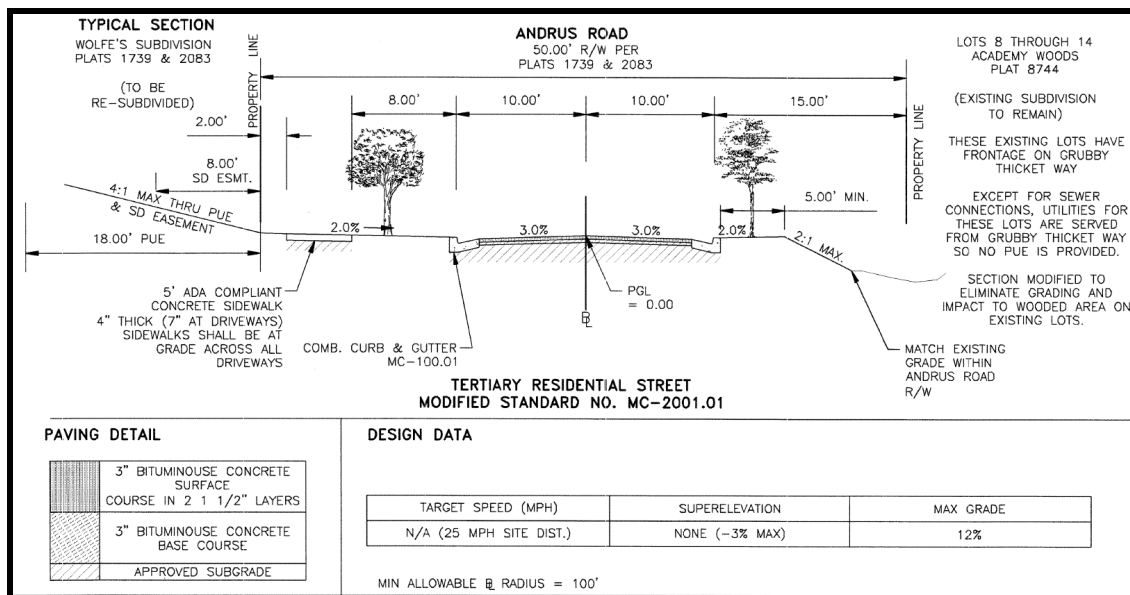 TYPICAL SECTION
WOLFE'S SUBDIVISION
PLATS 1739 & 2083
(TO BE
RE-SUBDIVIDED)
PROPERTY LINE
ANDRUS ROAD
50.00' R/W PER
PLATS 1739 & 2083
LOTS 8 THROUGH 14
ACADEMY WOODS
PLAT 8744
(EXISTING SUBDIVISION
TO REMAIN)
THESE EXISTING LOTS HAVE
FRONTAGE ON GRUBBY
THICKET WAY
EXCEPT FOR SEWER
CONNECTIONS, UTILITIES FOR
THESE LOTS ARE SERVED
FROM GRUBBY THICKET WAY
SO NO PUE IS PROVIDED.
SECTION MODIFIED TO
ELIMINATE GRADING AND
IMPACT TO WOODED AREA ON
EXISTING LOTS.
PROPERTY LINE
2.00'
8.00'
10.00'
10.00'
15.00'
8.00'
SD ESMT.
5.00' MIN.
4:1 MAX THRU PUE
& SD EASEMENT
18.00' PUE
2.0%
3.0%
3.0%
2.0%
2:1 MAX.
5' ADA COMPLIANT
CONCRETE SIDEWALK
4" THICK (7" AT DRIVEWAYS)
SIDEWALKS SHALL BE AT
GRADE ACROSS ALL
DRIVEWAYS
COMB. CURB & GUTTER
MC-100.01
PGL
= 0.00
BL
MATCH EXISTING
GRADE WITHIN
ANDRUS ROAD
R/W
TERTIARY RESIDENTIAL STREET
MODIFIED STANDARD NO. MC-2001.01
PAVING DETAIL
3" BITUMINOUSE CONCRETE
SURFACE
COURSE IN 2 1 1/2" LAYERS
3" BITUMINOUSE CONCRETE
BASE COURSE
APPROVED SUBGRADE
DESIGN DATA
TARGET SPEED (MPH) SUPERELEVATION MAX GRADE
N/A (25 MPH SITE DIST.) NONE (-3% MAX) 12%
MIN ALLOWABLE BL RADIUS = 100'